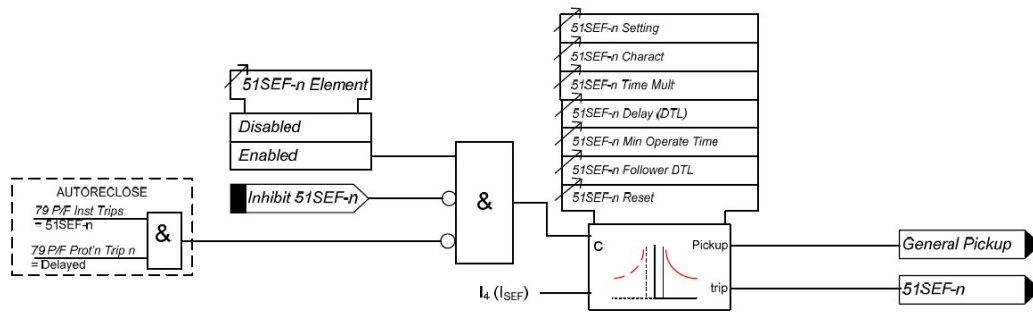 51SEF-n Setting
51SEF-n Charact
51SEF-n Time Mult
51SEF-n Delay (DTL)
51SEF-n Min Operate Time
51SEF-n Follower DTL
51SEF-n Reset
51SEF-n Element
Disabled
Enabled
Inhibit 51SEF-n
&
AUTORECLOSE
79 P/F Inst Trips
= 51SEF-n
&
79 P/F Prot'n Trip n
= Delayed
c
Pickup
trip
I4 (ISEF)
General Pickup
51SEF-n